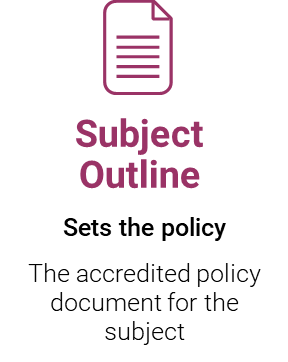 Subject
Outline
Sets the policy
The accredited policy
document for the
subject